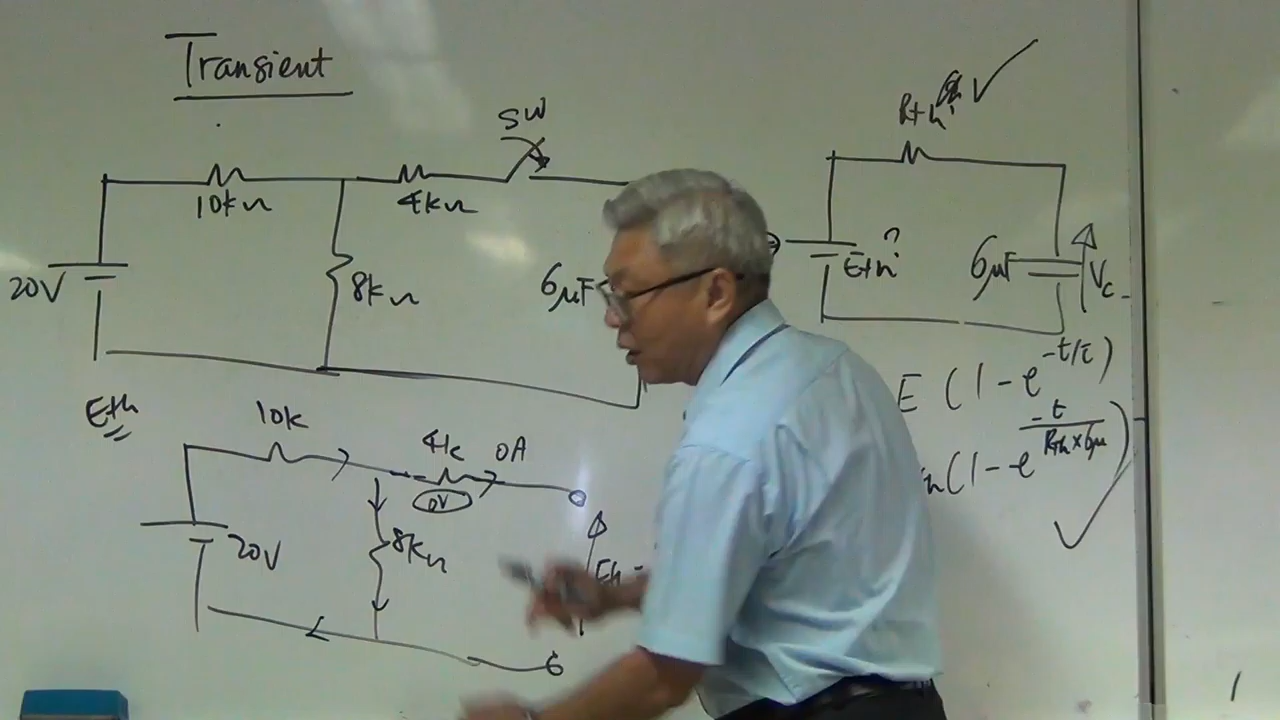 Transient
SW
10kΩ
4kΩ
20V
8kΩ
6μF
Rth
Eth?
6μF
Vc
E(1-e^{-t/τ})
(1-e^{-t/(Rth×6μ)})
Eth
10k
4k
0A
0V
20V
8kΩ